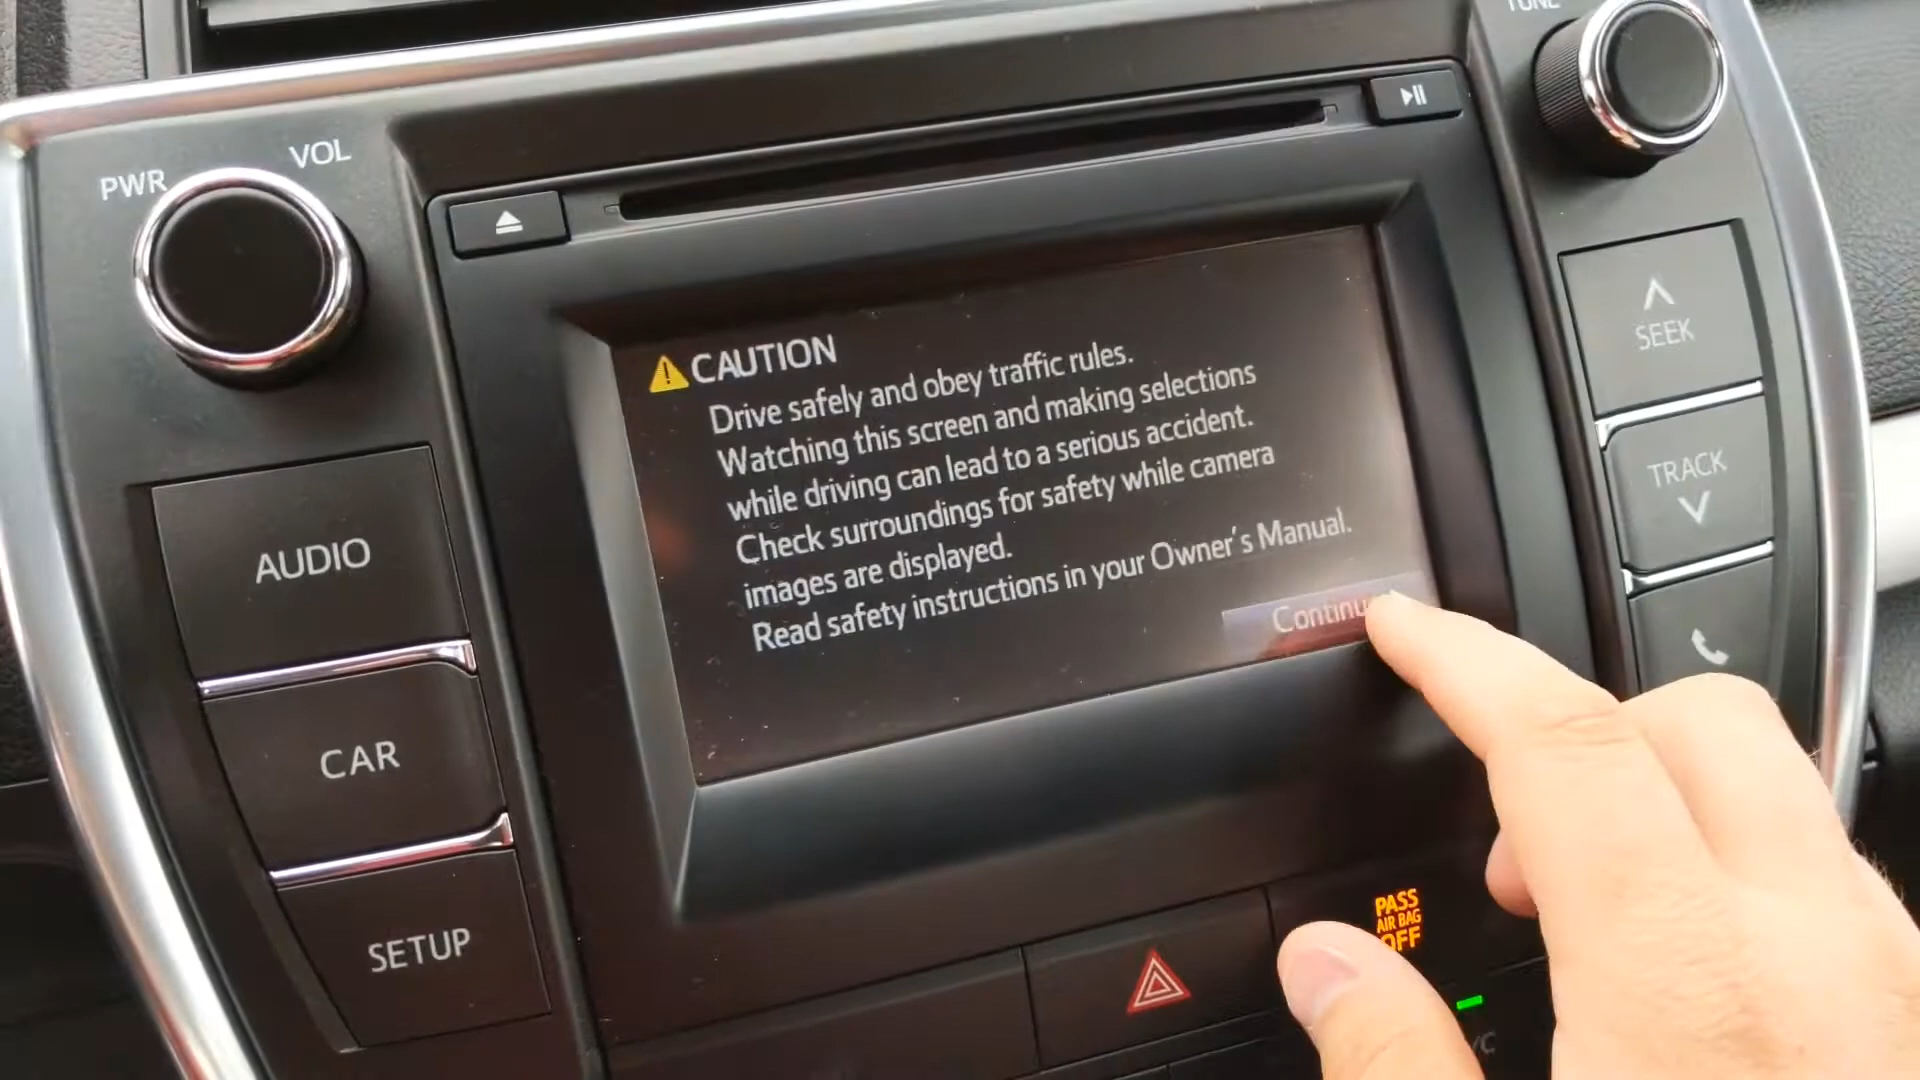 TUNE
VOL
PWR
SEEK
TRACK
AUDIO
CAR
SETUP
CAUTION
Drive safely and obey traffic rules.
Watching this screen and making selections
while driving can lead to a serious accident.
Check surroundings for safety while camera
images are displayed.
Read safety instructions in your Owner's Manual.
Continu
PASS
AIR BAG
OFF